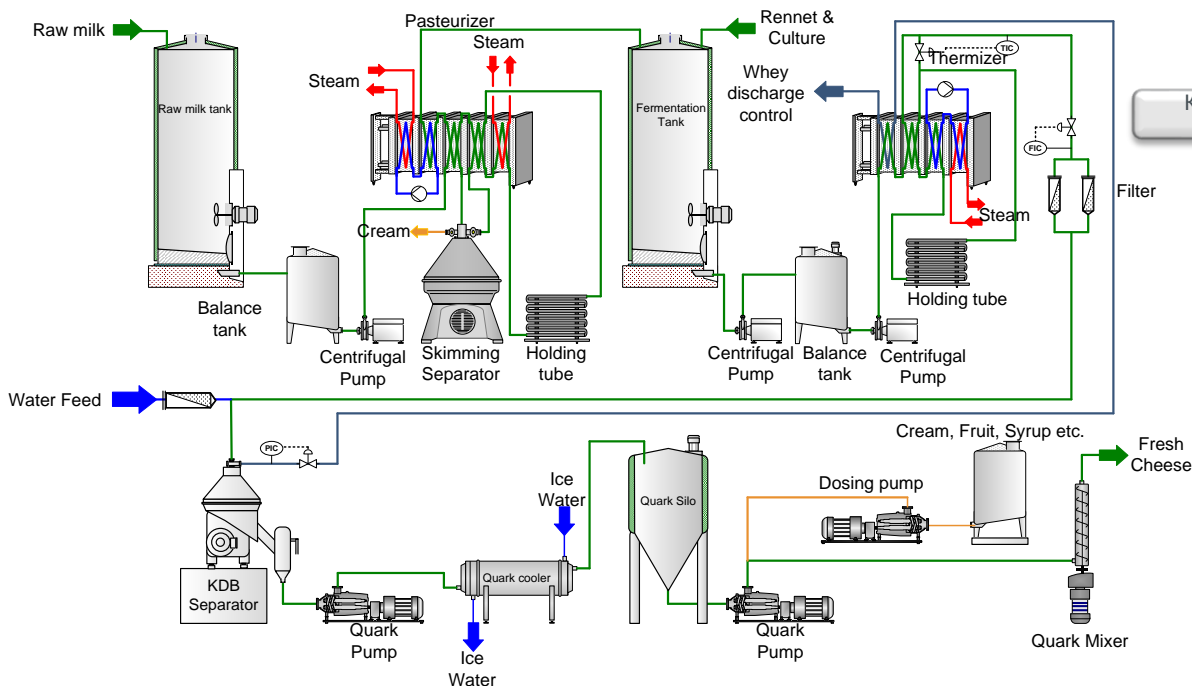 Raw milk
Raw milk tank
Balance
tank
Centrifugal
Pump
Pasteurizer
Steam
Steam
Cream
Skimming
Separator
Holding
tube
Rennet &
Culture
Fermentation
Tank
Centrifugal
Pump
Balance
tank
Centrifugal
Pump
Whey
discharge
control
Thermizer
TIC
Steam
Holding tube
FIC
Filter
K
Water Feed
PIC
KDB
Separator
Quark
Pump
Ice
Water
Quark cooler
Ice
Water
Quark Silo
Quark
Pump
Dosing pump
Cream, Fruit, Syrup etc.
Fresh
Cheese
Quark Mixer